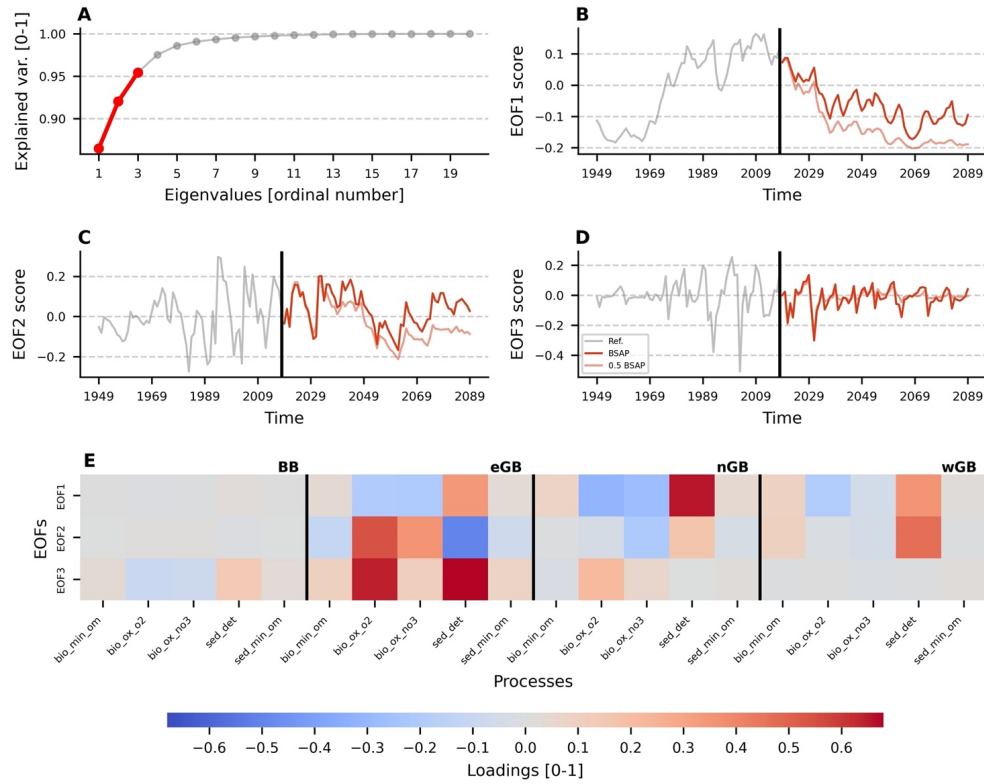 A
Explained var. [0-1]
1.00
0.95
0.90
1 3 5 7 9 11 13 15 17 19
Eigenvalues [ordinal number]
B
EOF1 score
0.1
0.0
−0.1
−0.2
1949 1969 1989 2009 2029 2049 2069 2089
Time
C
EOF2 score
0.2
0.0
−0.2
1949 1969 1989 2009 2029 2049 2069 2089
Time
D
EOF3 score
0.2
0.0
−0.2
−0.4
Ref.
BSAP
0.5 BSAP
1949 1969 1989 2009 2029 2049 2069 2089
Time
E
BB eGB nGB wGB
EOFs
EOF1
EOF2
EOF3
bio_min_om bio_ox_o2 bio_ox_no3 sed_det sed_min_om bio_min_om bio_ox_o2 bio_ox_no3 sed_det sed_min_om bio_min_om bio_ox_o2 bio_ox_no3 sed_det sed_min_om bio_min_om bio_ox_o2 bio_ox_no3 sed_det sed_min_om
Processes
−0.6 −0.5 −0.4 −0.3 −0.2 −0.1 0.0 0.1 0.2 0.3 0.4 0.5 0.6
Loadings [0-1]